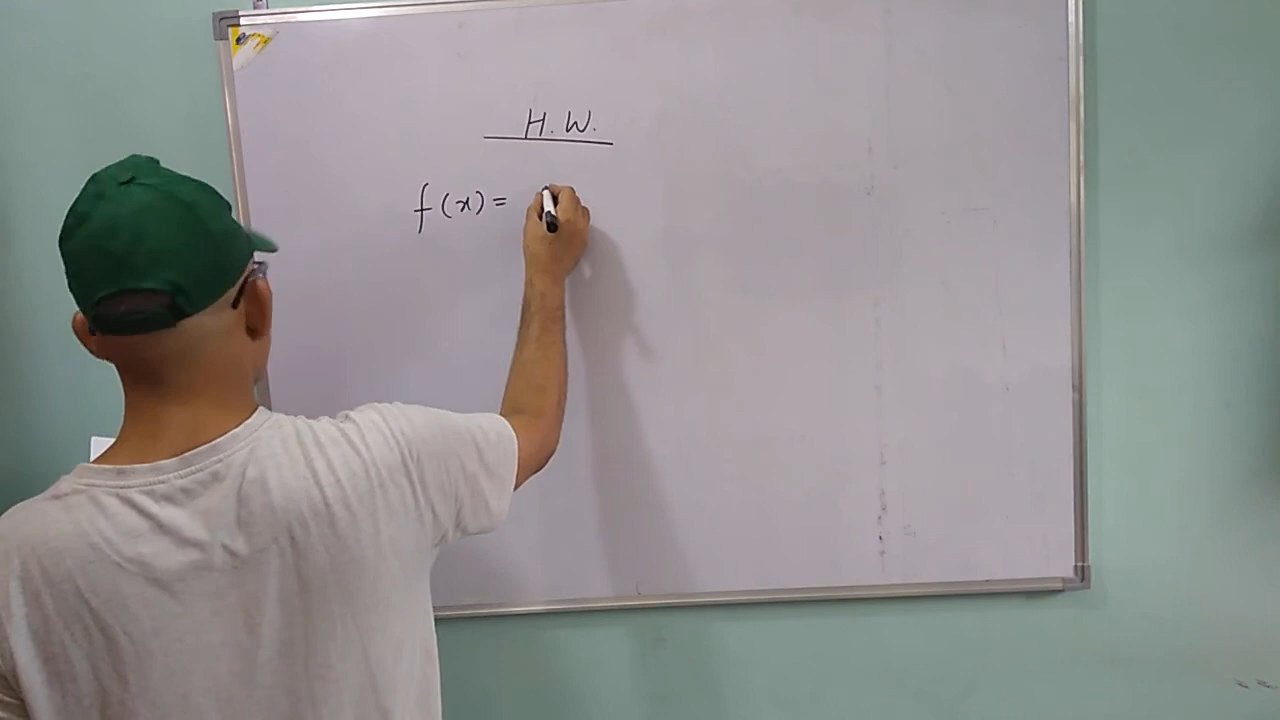 H. W.
f(x) =